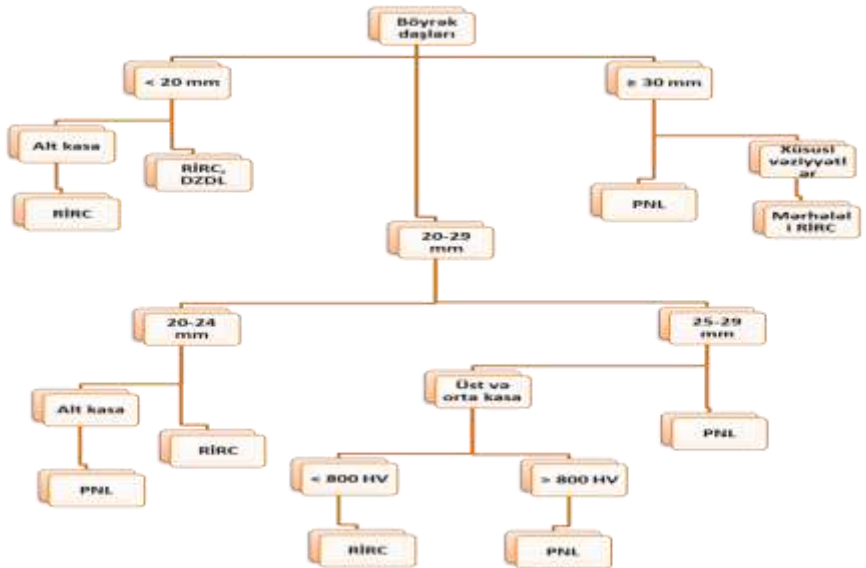 Böyrək
daşları
< 20 mm
≥ 30 mm
Alt kasa
RİRC,
DZDL
RİRC
Xüsusi
vəziyyətl
ər
PNL
Mərhələl
i RİRC
20-29
mm
20-24
mm
25-29
mm
Alt kasa
RİRC
PNL
Üst və
orta kasa
PNL
< 800 HV
> 800 HV
RİRC
PNL